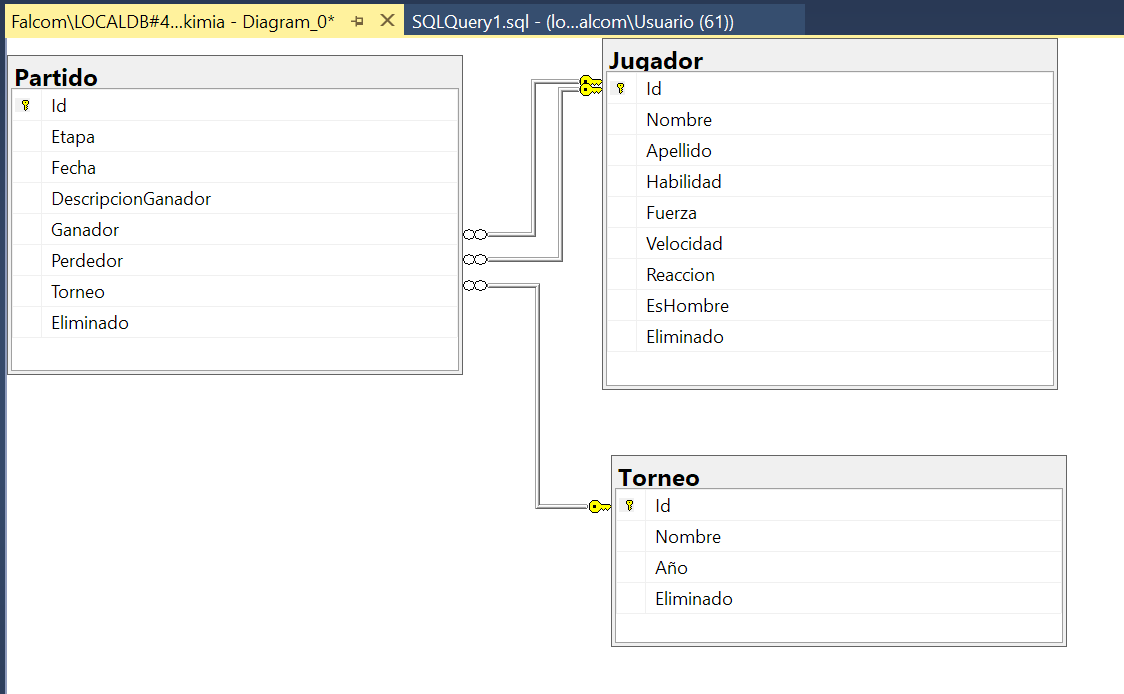 Falcom\LOCALDB#4...kimia - Diagram_0*
SQLQuery1.sql - (lo...alcom\Usuario (61))
Partido
Id
Etapa
Fecha
DescripcionGanador
Ganador
Perdedor
Torneo
Eliminado
Jugador
Id
Nombre
Apellido
Habilidad
Fuerza
Velocidad
Reaccion
EsHombre
Eliminado
Torneo
Id
Nombre
Año
Eliminado